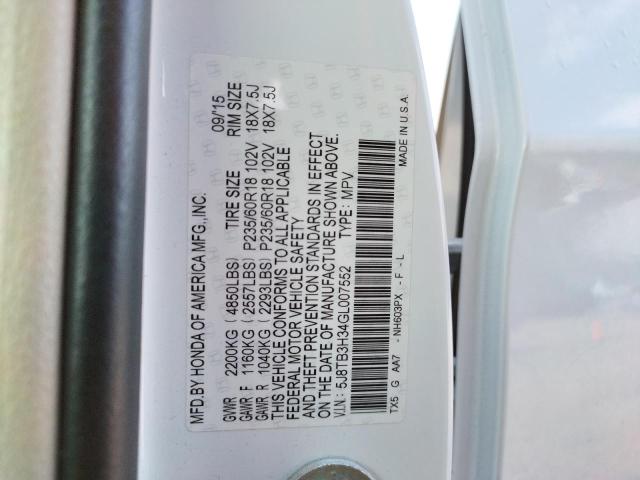 MFD.BY HONDA OF AMERICA MFG.,INC. 09/15
GVWR 2200KG (4850LBS) TIRE SIZE RIM SIZE
GAWR F 1160KG (2557LBS) P235/60R18 102V 18X7.5J
GAWR R 1040KG (2293LBS) P235/60R18 102V 18X7.5J
THIS VEHICLE CONFORMS TO ALL APPLICABLE
FEDERAL MOTOR VEHICLE SAFETY
AND THEFT PREVENTION STANDARDS IN EFFECT
ON THE DATE OF MANUFACTURE SHOWN ABOVE.
V.I.N.: 5J8TB3H34GL007552 TYPE: MPV
TX5 G AA7 - NH603PX - F - L MADE IN U.S.A.